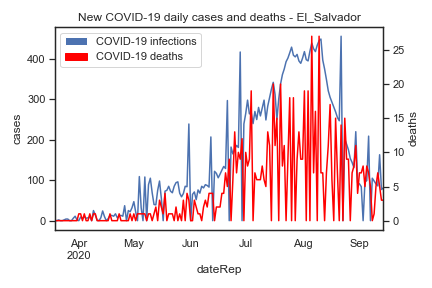 New COVID-19 daily cases and deaths - El_Salvador
COVID-19 infections
COVID-19 deaths
400
300
200
100
0
cases
25
20
15
10
5
0
deaths
Apr
2020
May
Jun
Jul
Aug
Sep
dateRep